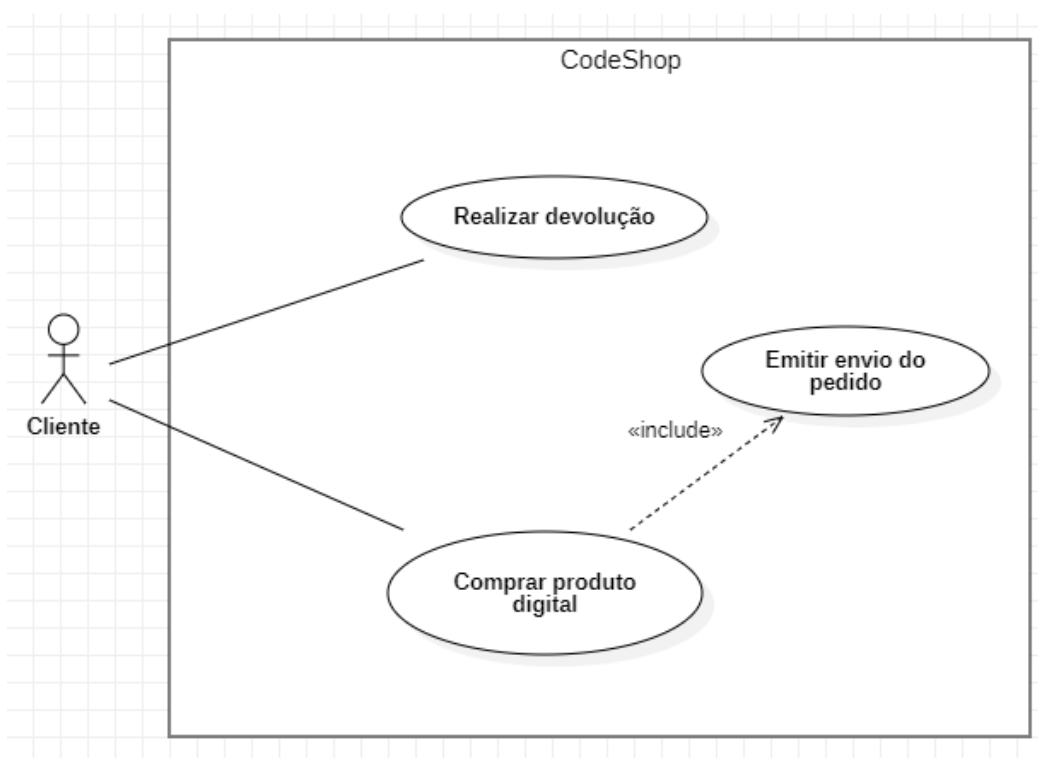 CodeShop
Realizar devolução
Emitir envio do
pedido
«include»
Cliente
Comprar produto
digital